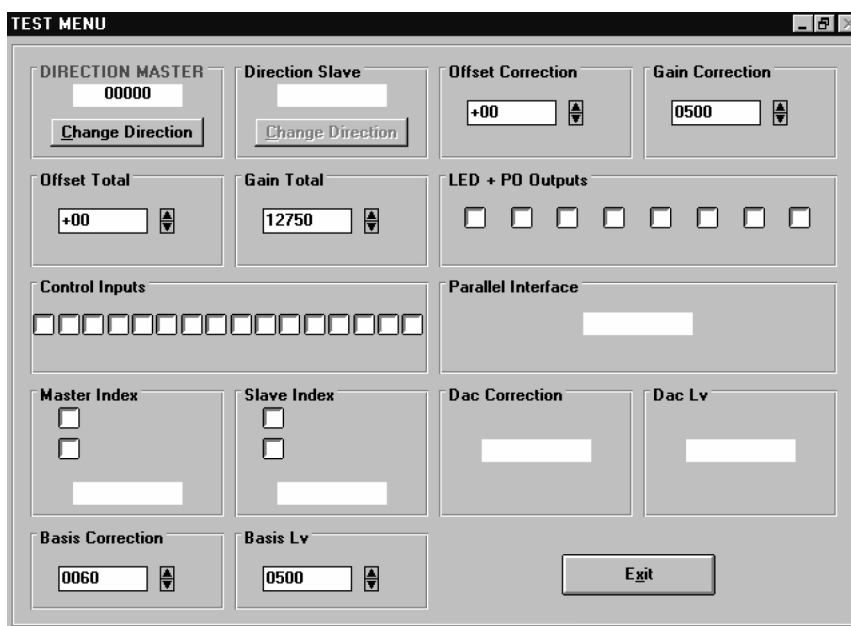 TEST MENU
DIRECTION MASTER
00000
Change Direction
Direction Slave
Change Direction
Offset Correction
+00
Gain Correction
0500
Offset Total
+00
Gain Total
12750
LED + PO Outputs
Control Inputs
Parallel Interface
Master Index
Slave Index
Dac Correction
Dac Lv
Basis Correction
0060
Basis Lv
0500
Exit